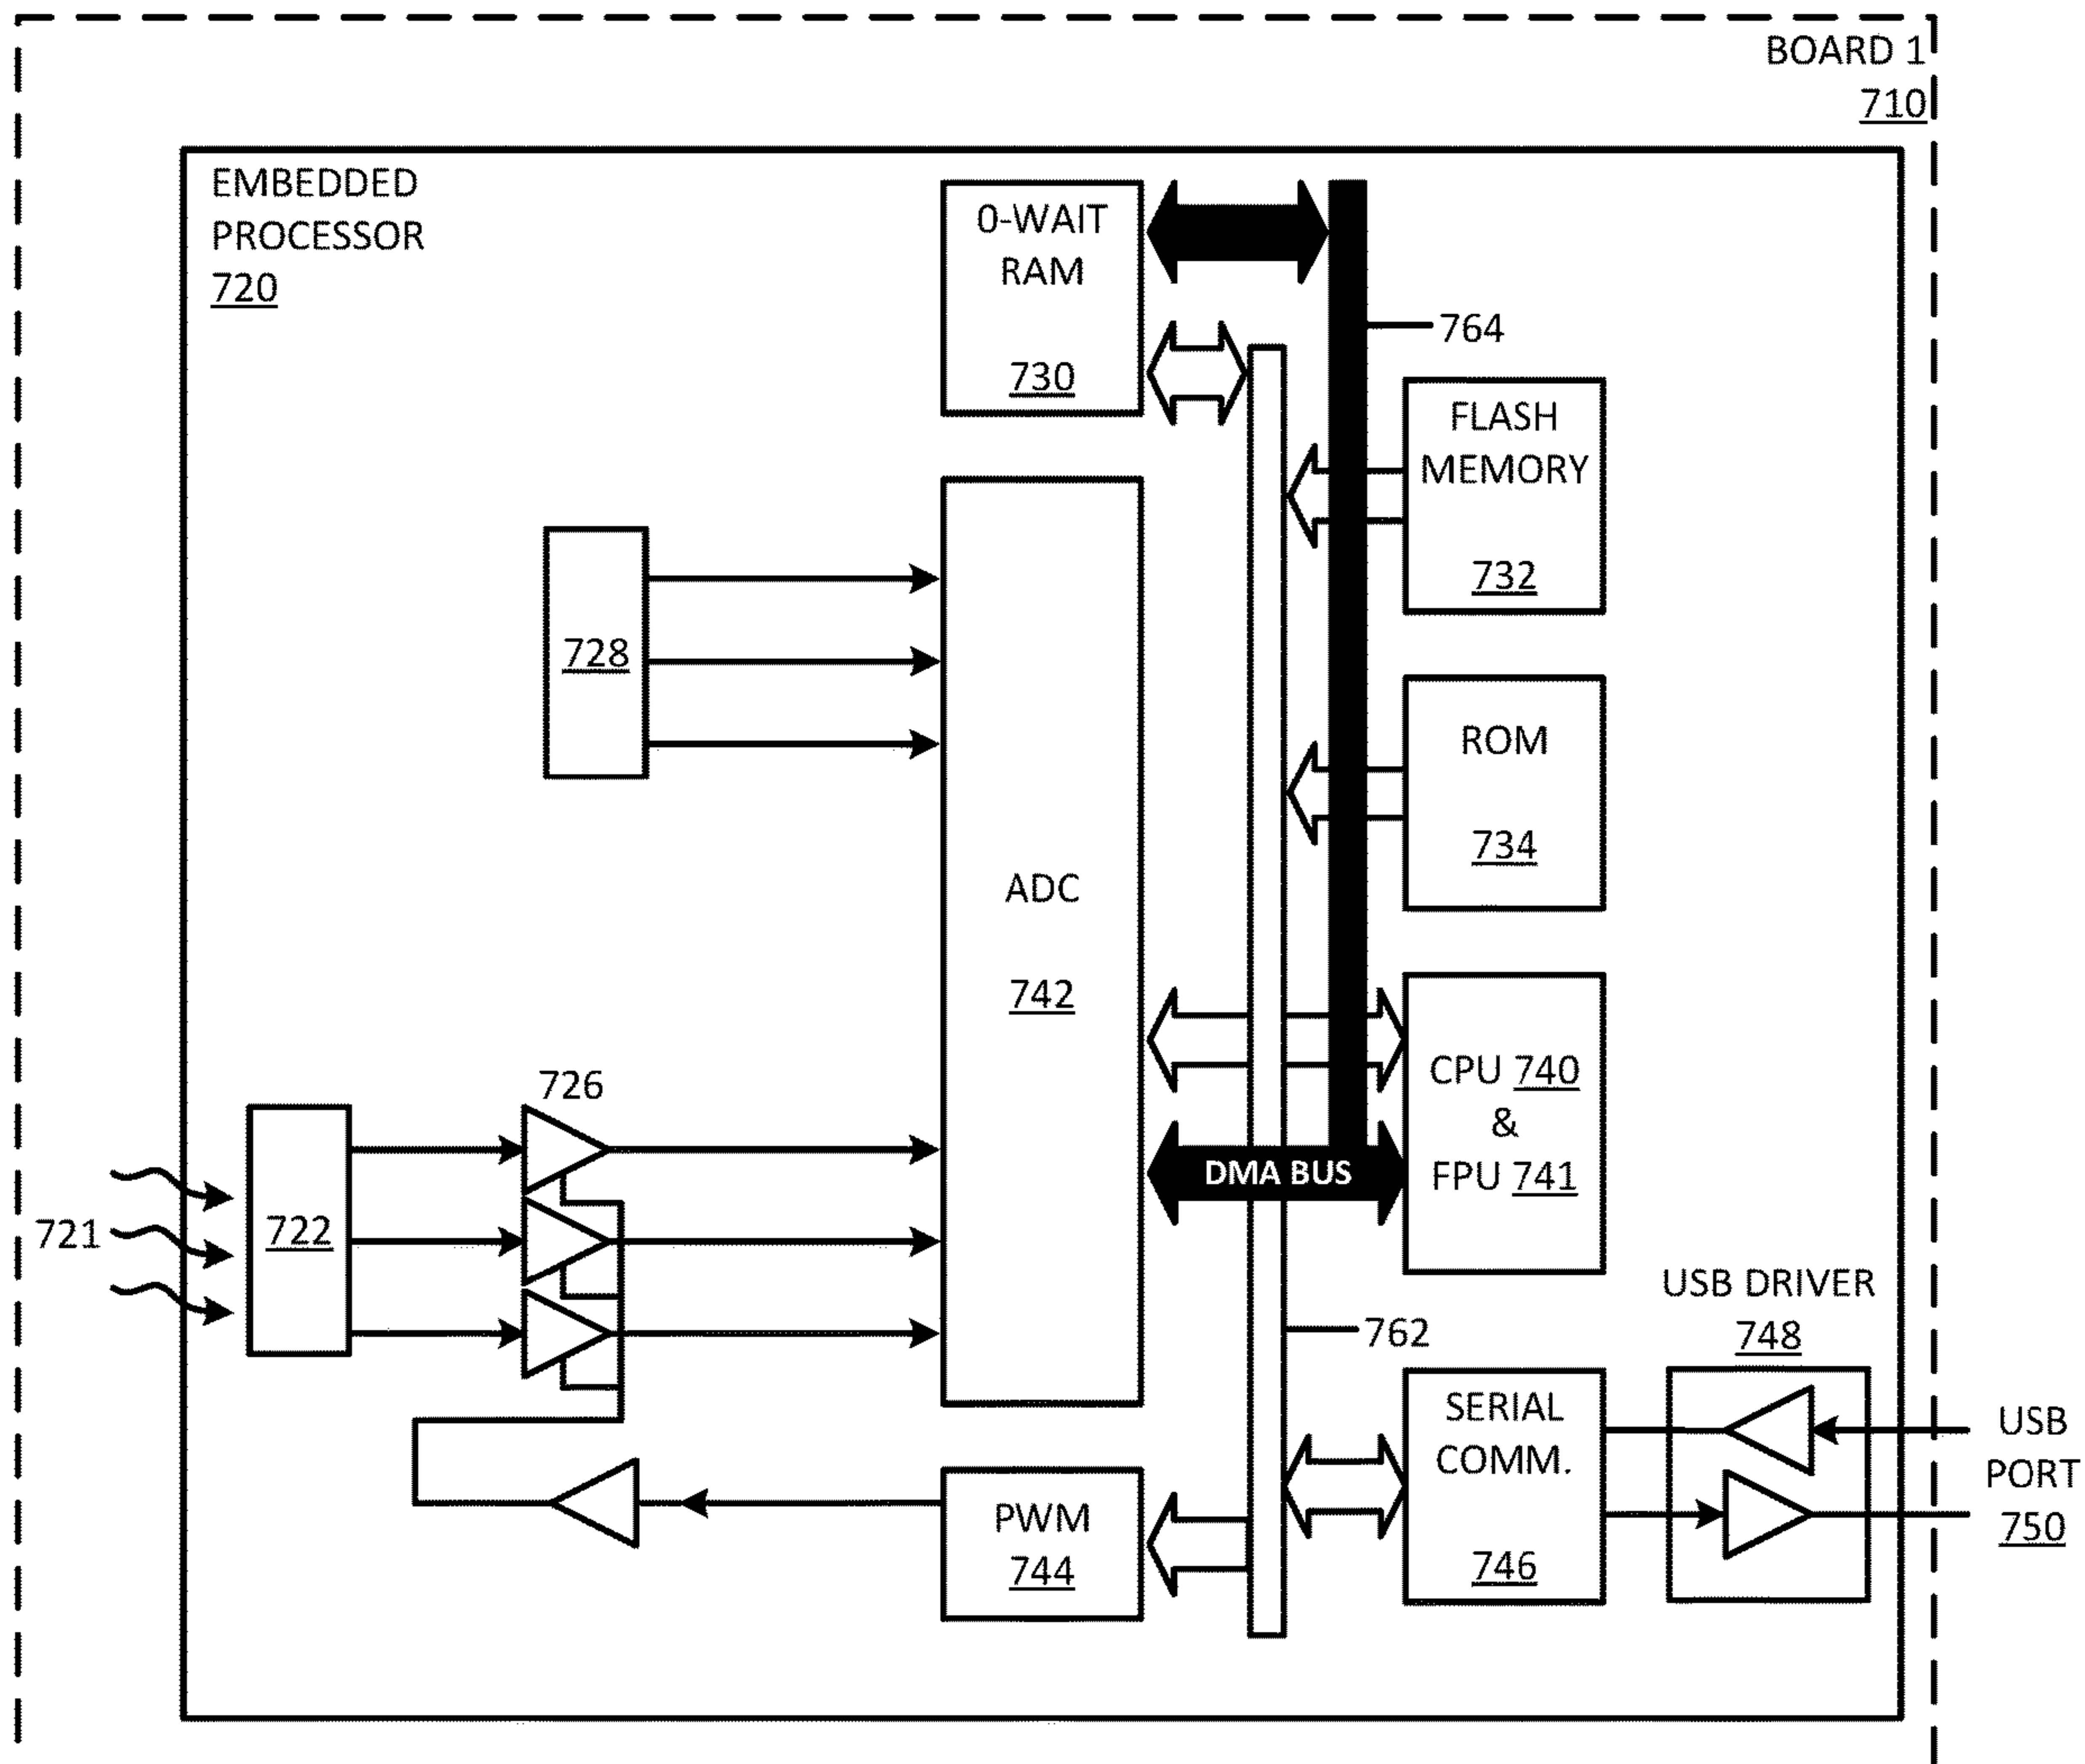 BOARD 1
710
EMBEDDED
PROCESSOR
720
0-WAIT
RAM
730
764
FLASH
MEMORY
732
728
ROM
734
ADC
742
726
CPU 740
&
FPU 741
DMA BUS
721
722
762
USB DRIVER
748
SERIAL
COMM.
746
USB
PORT
750
PWM
744